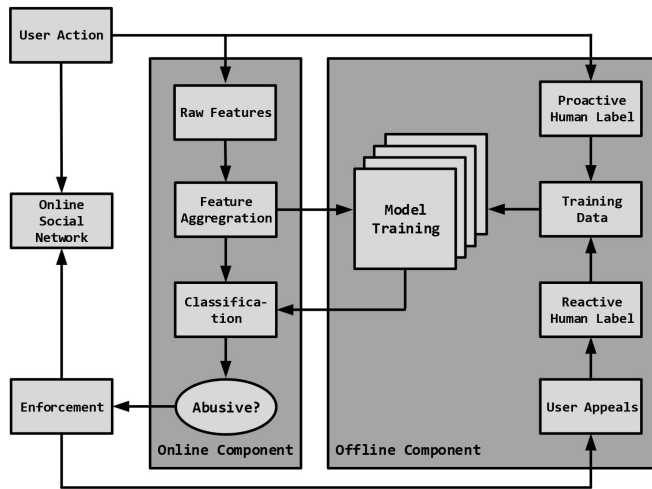 User Action
Raw Features
Proactive
Human Label
Online
Social
Network
Feature
Aggregration
Model
Training
Training
Data
Classifica-
tion
Reactive
Human Label
Enforcement
Abusive?
User Appeals
Online Component
Offline Component